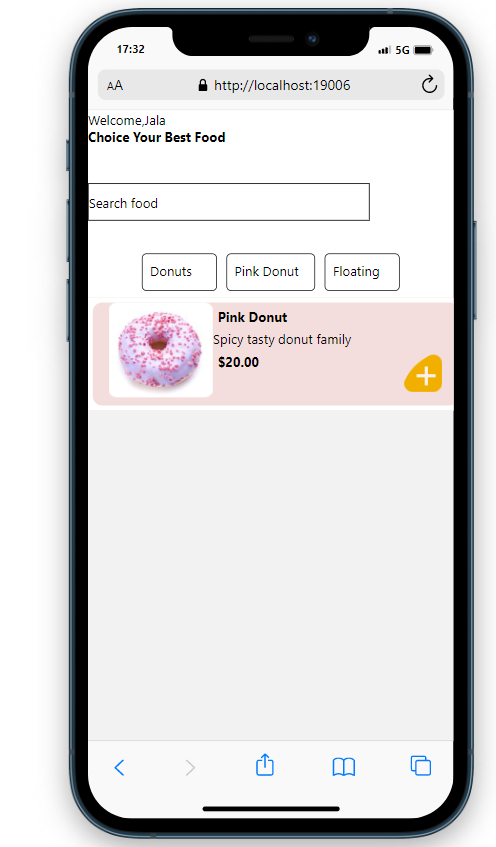 17:32
5G
AA
http://localhost:19006
Welcome,Jala
Choice Your Best Food
Search food
Donuts
Pink Donut
Floating
Pink Donut
Spicy tasty donut family
$20.00